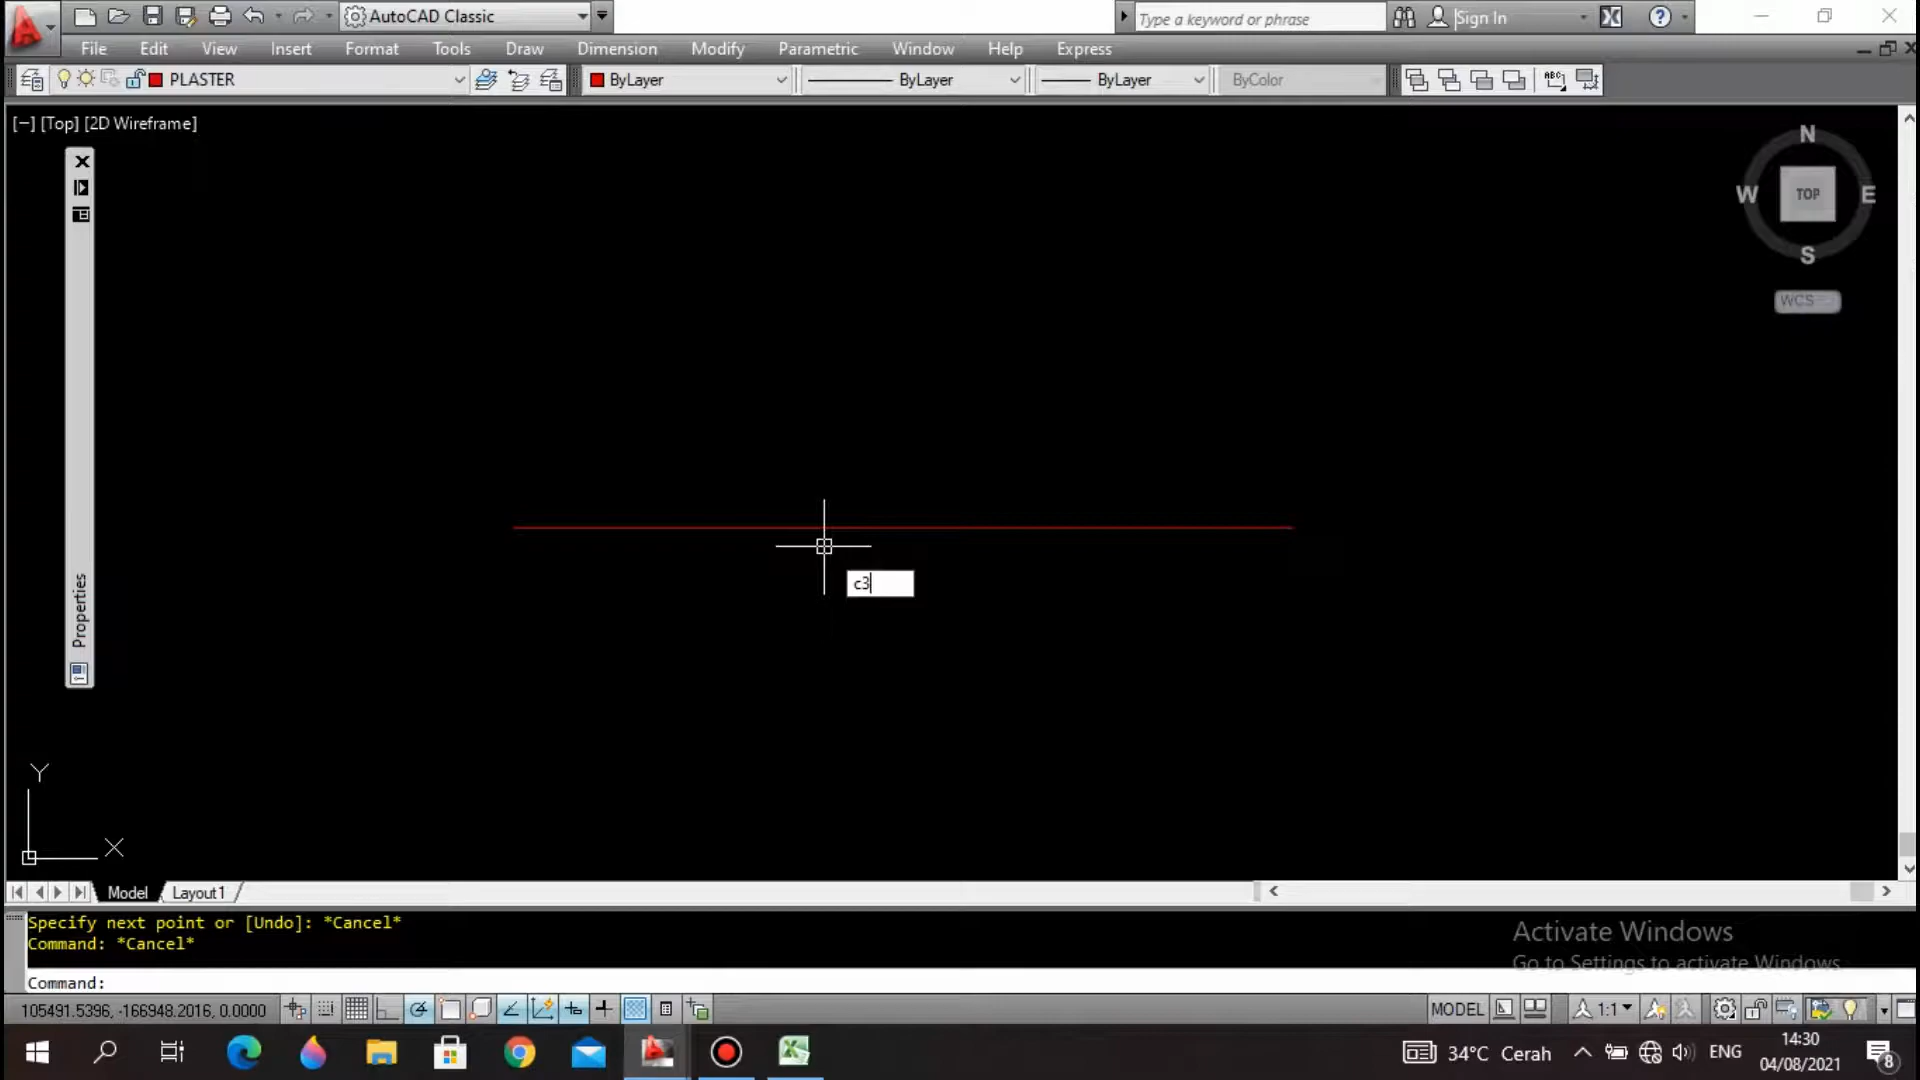 AutoCAD Classic
Type a keyword or phrase
Sign In
File Edit View Insert Format Tools Draw Dimension Modify Parametric Window Help Express
PLASTER
ByLayer
ByLayer
ByLayer
ByColor
ABC
[−] [Top] [2D Wireframe]
N
W
TOP
E
S
WCS
Properties
c3
Y
X
Model
Layout1
Specify next point or [Undo]: *Cancel*
Command: *Cancel*
Command:
Activate Windows
Go to Settings to activate Windows.
105491.5396, -166948.2016, 0.0000
MODEL
1:1
34°C Cerah
ENG
14:30
04/08/2021
8